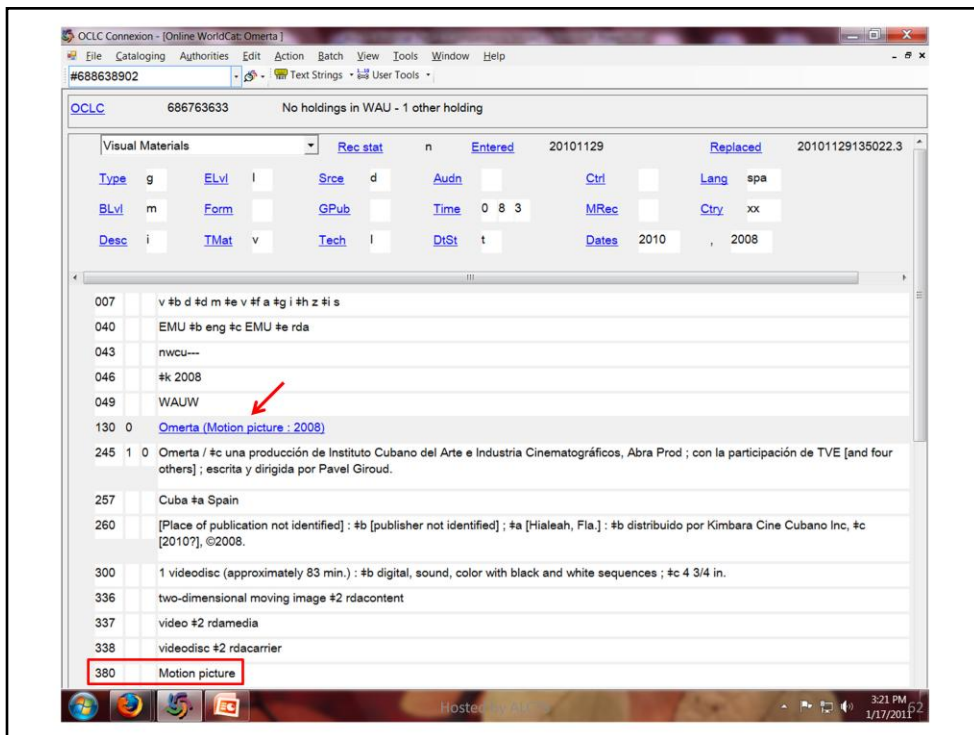 OCLC Connexion - [Online WorldCat: Omerta ]
File Cataloging Authorities Edit Action Batch View Tools Window Help
#688638902 Text Strings User Tools
OCLC 686763633 No holdings in WAU - 1 other holding
Visual Materials Rec stat n Entered 20101129 Replaced 20101129135022.3
Type g ELvl I Srce d Audn Ctrl Lang spa
BLvl m Form GPub Time 0 8 3 MRec Ctry xx
Desc i TMat v Tech l DtSt t Dates 2010 , 2008
007 v ‡b d ‡d m ‡e v ‡f a ‡g i ‡h z ‡i s
040 EMU ‡b eng ‡c EMU ‡e rda
043 nwcu---
046 ‡k 2008
049 WAUW
130 0 Omerta (Motion picture : 2008)
245 1 0 Omerta / ‡c una producción de Instituto Cubano del Arte e Industria Cinematográficos, Abra Prod ; con la participación de TVE [and four
others] ; escrita y dirigida por Pavel Giroud.
257 Cuba ‡a Spain
260 [Place of publication not identified] : ‡b [publisher not identified] ; ‡a [Hialeah, Fla.] : ‡b distribuido por Kimbara Cine Cubano Inc, ‡c
[2010?], ©2008.
300 1 videodisc (approximately 83 min.) : ‡b digital, sound, color with black and white sequences ; ‡c 4 3/4 in.
336 two-dimensional moving image ‡2 rdacontent
337 video ‡2 rdamedia
338 videodisc ‡2 rdacarrier
380 Motion picture
Hosted by
3:21 PM
1/17/2011
62